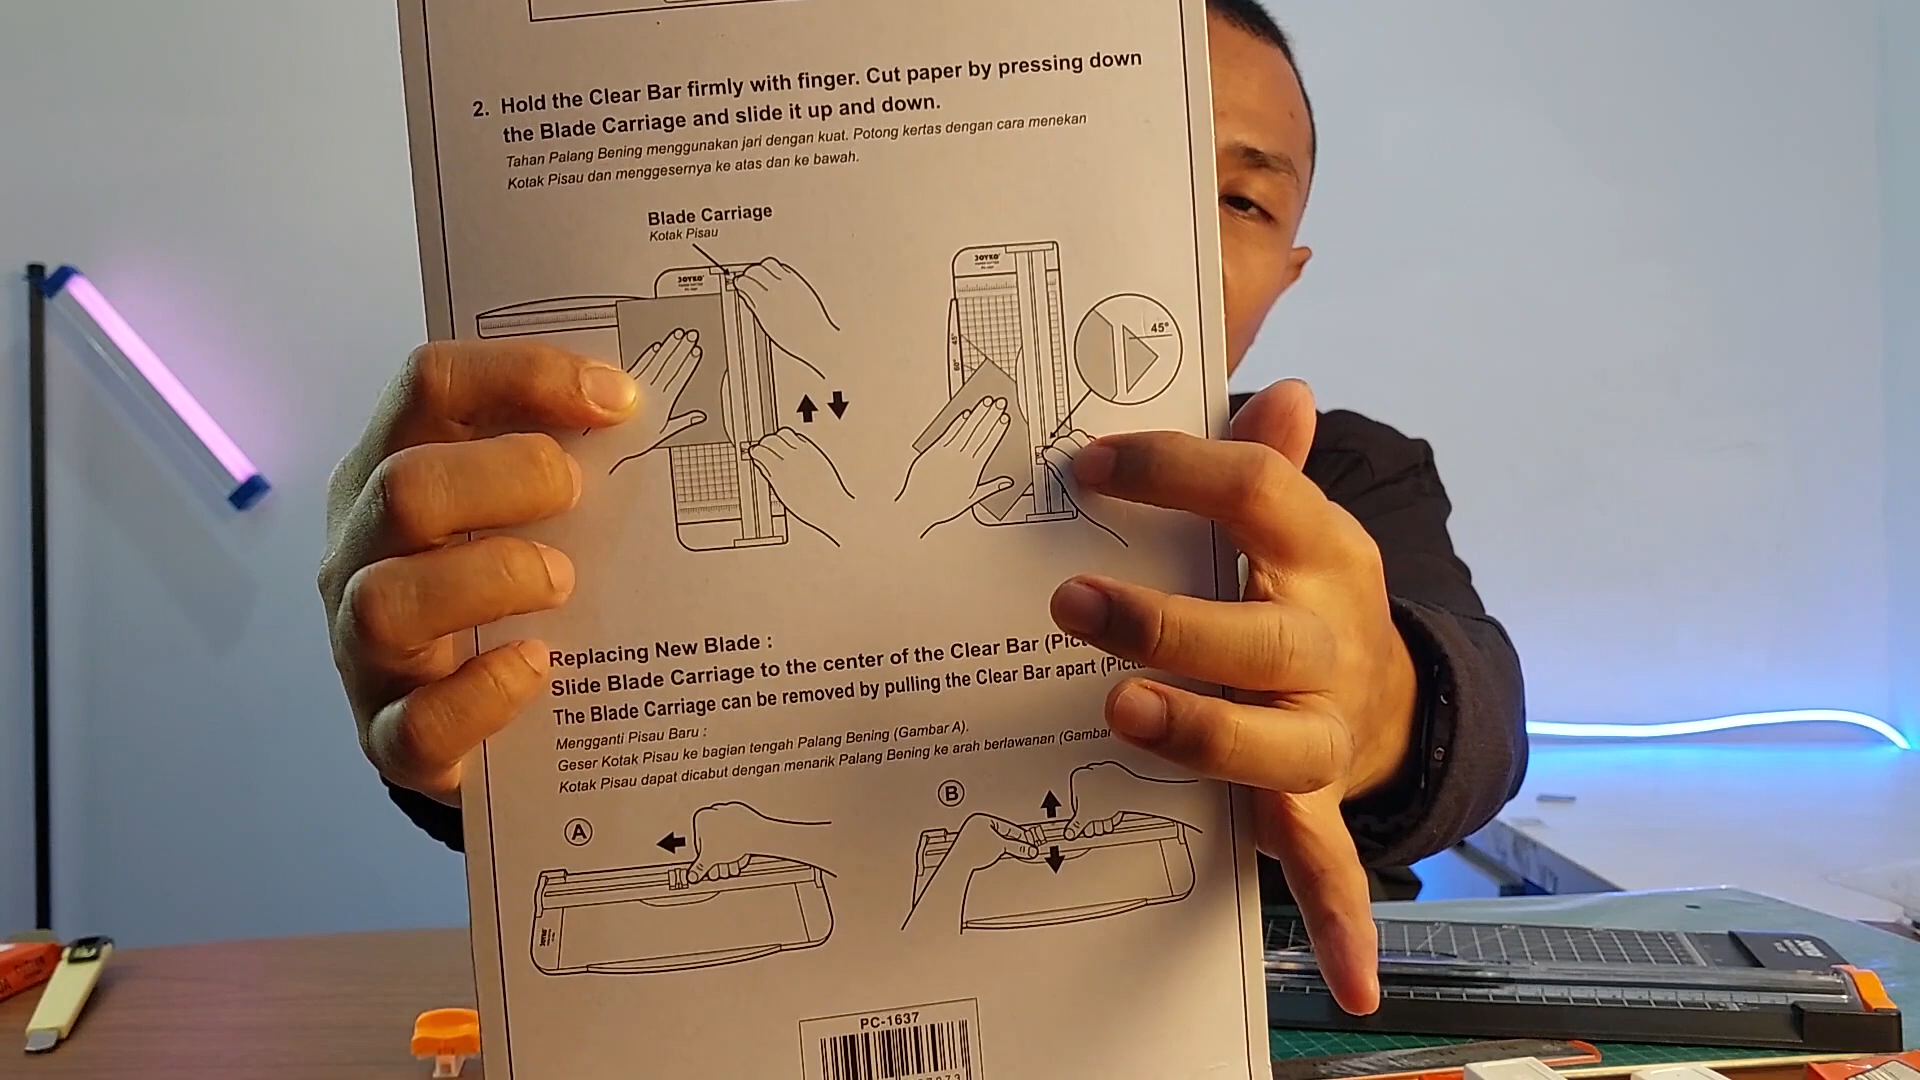 2. Hold the Clear Bar firmly with finger. Cut paper by pressing down
the Blade Carriage and slide it up and down.
Tahan Palang Bening menggunakan jari dengan kuat. Potong kertas dengan cara menekan
Kotak Pisau dan menggesernya ke atas dan ke bawah.
Blade Carriage
Kotak Pisau
JOYKO
JOYKO
45°
45°
60°
Replacing New Blade :
Slide Blade Carriage to the center of the Clear Bar
The Blade Carriage can be removed by pulling the Clear Bar apart
Mengganti Pisau Baru :
Geser Kotak Pisau ke bagian tengah Palang Bening (Gambar A).
Kotak Pisau dapat dicabut dengan menarik Palang Bening ke arah berlawanan (Gambar
A
B
JOYKO
PC-1637
JOYKO